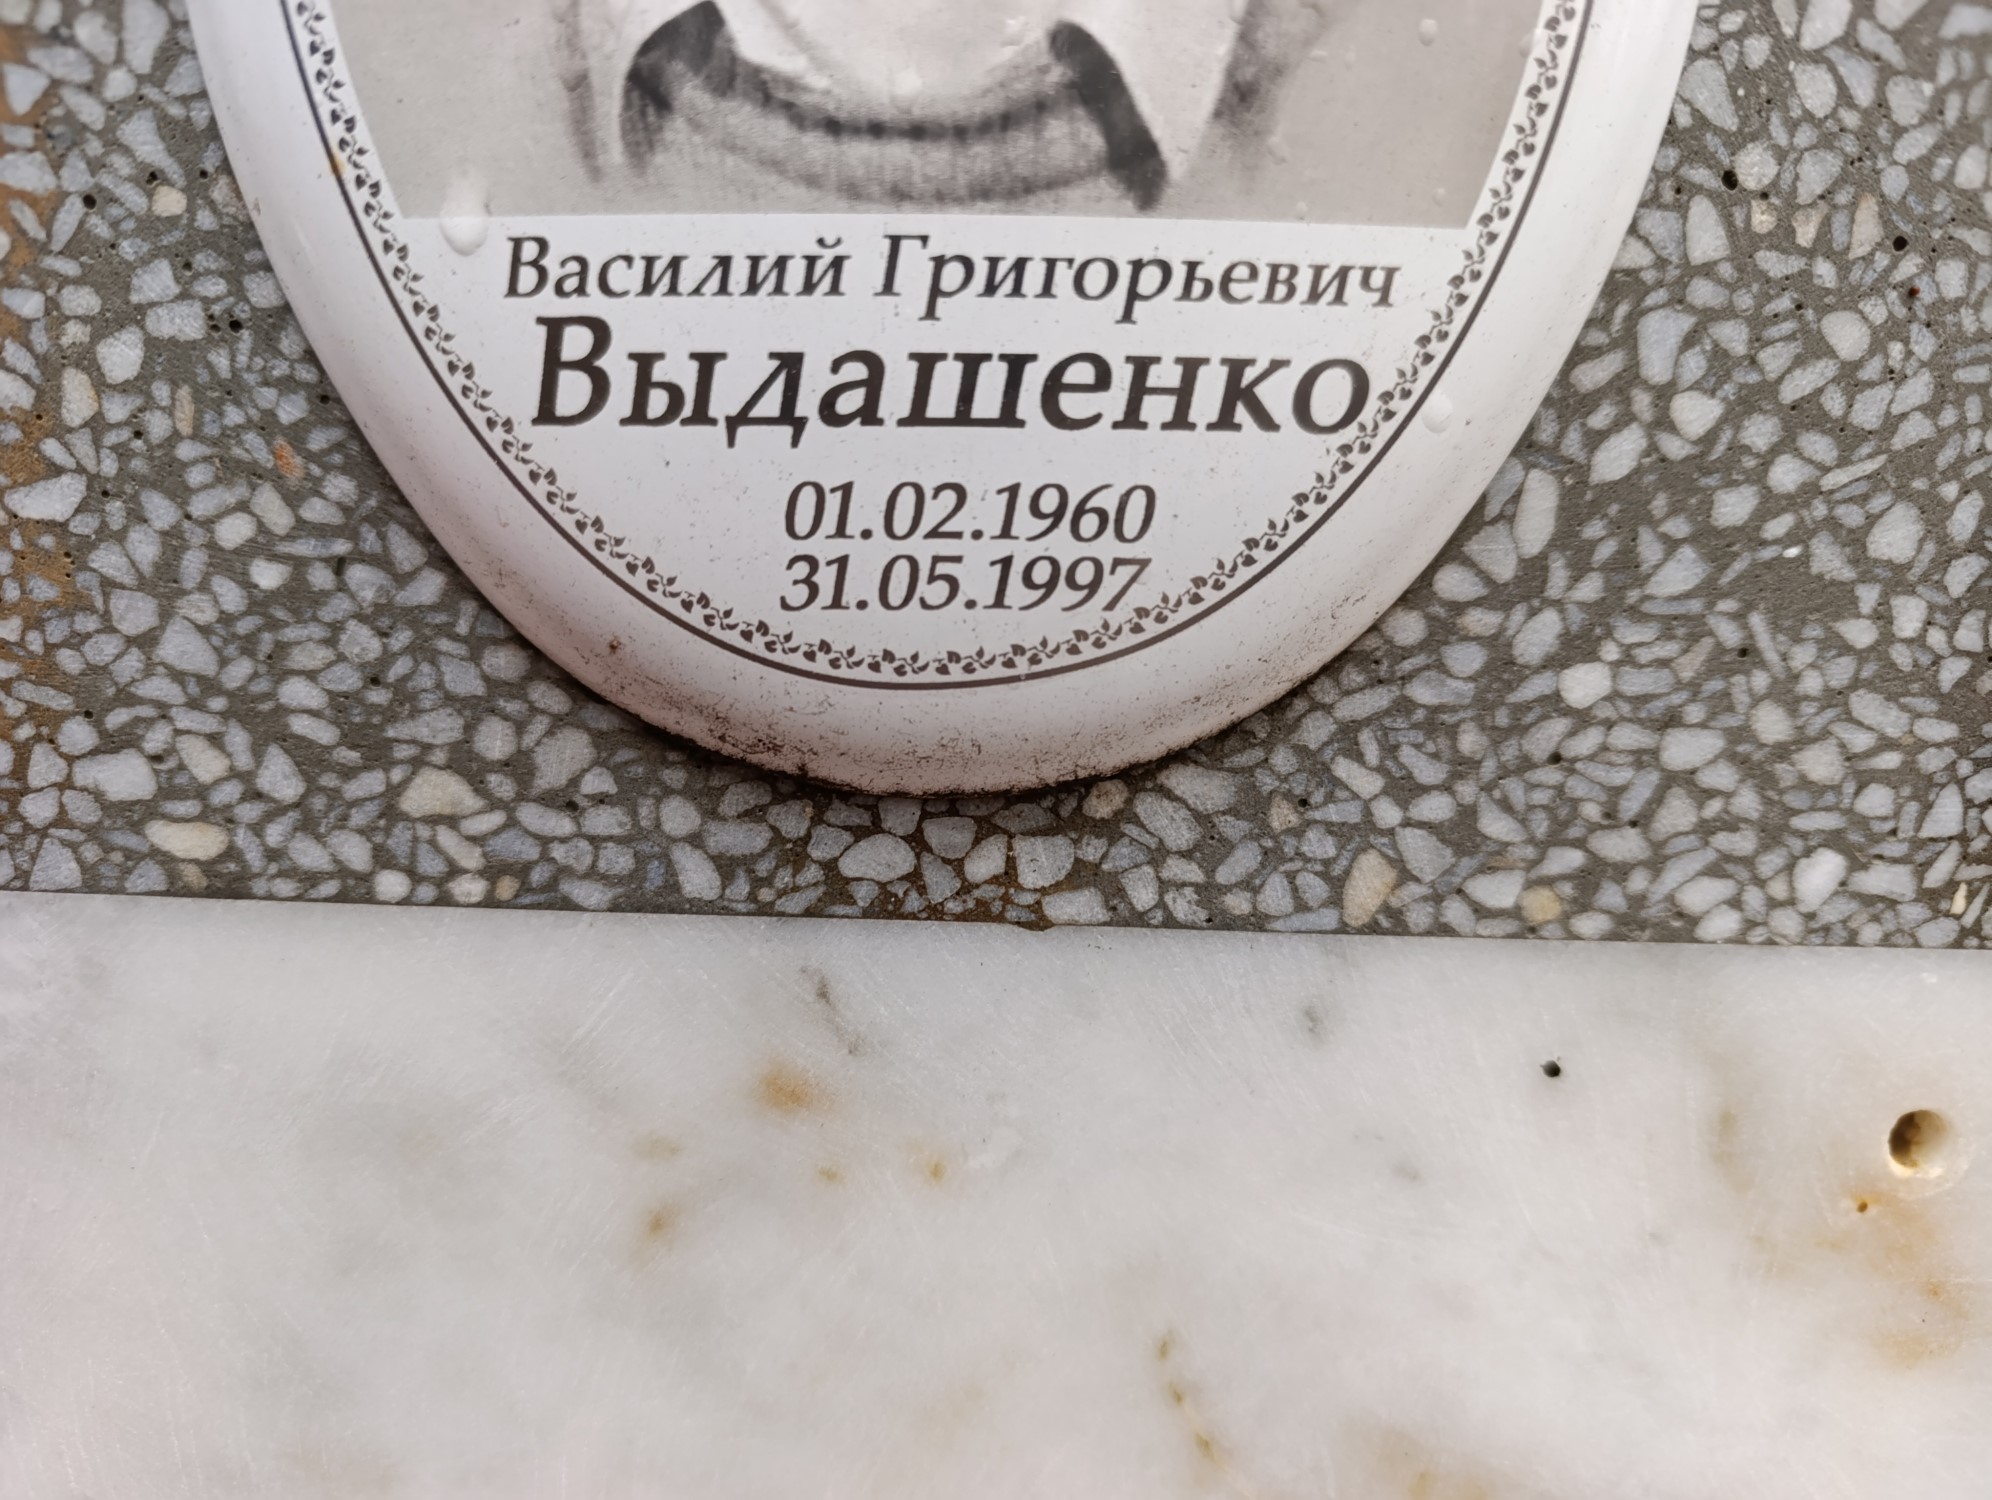 Василий Григорьевич
Выдашенко
01.02.1960
31.05.1997